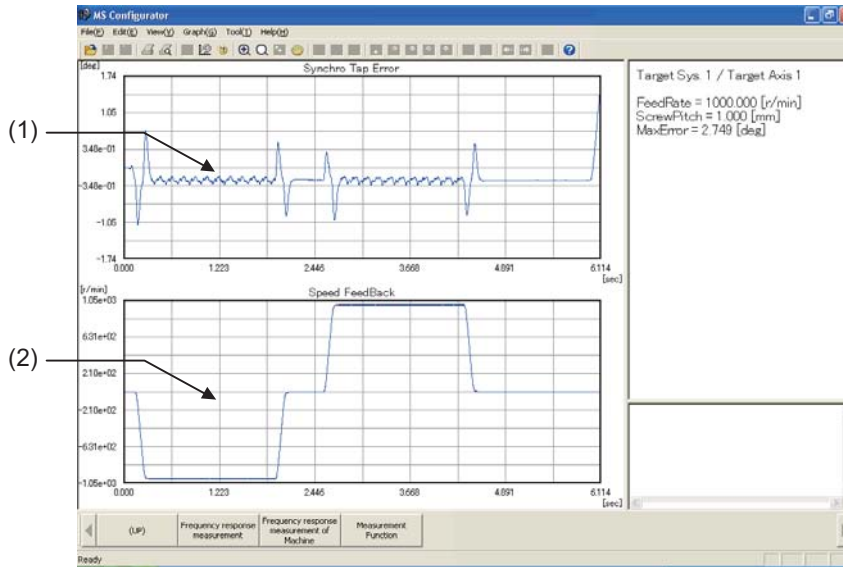 MS Configurator
File(F) Edit(E) View(V) Graph(G) Tool(T) Help(H)
[deg]
Synchro Tap Error
1.74
1.05
3.48e-01
-3.48e-01
-1.05
-1.74
0.000 1.223 2.446 3.668 4.891 6.114
[sec]
(1)
[r/min]
Speed FeedBack
1.05e+03
6.31e+02
2.10e+02
-2.10e+02
-6.31e+02
-1.05e+03
0.000 1.223 2.446 3.668 4.891 6.114
[sec]
(2)
Target Sys. 1 / Target Axis 1
FeedRate = 1000.000 [r/min]
ScrewPitch = 1.000 [mm]
MaxError = 2.749 [deg]
(UP)
Frequency response
measurement
Frequency response
measurement of
Machine
Measurement
Function
Ready